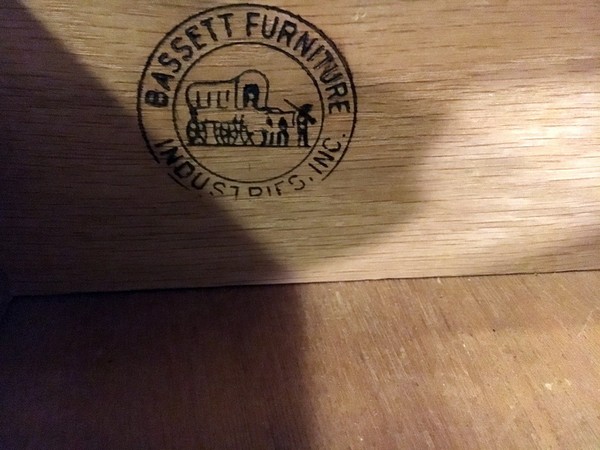 BASSETT FURNITURE
INDUSTRIES, INC.